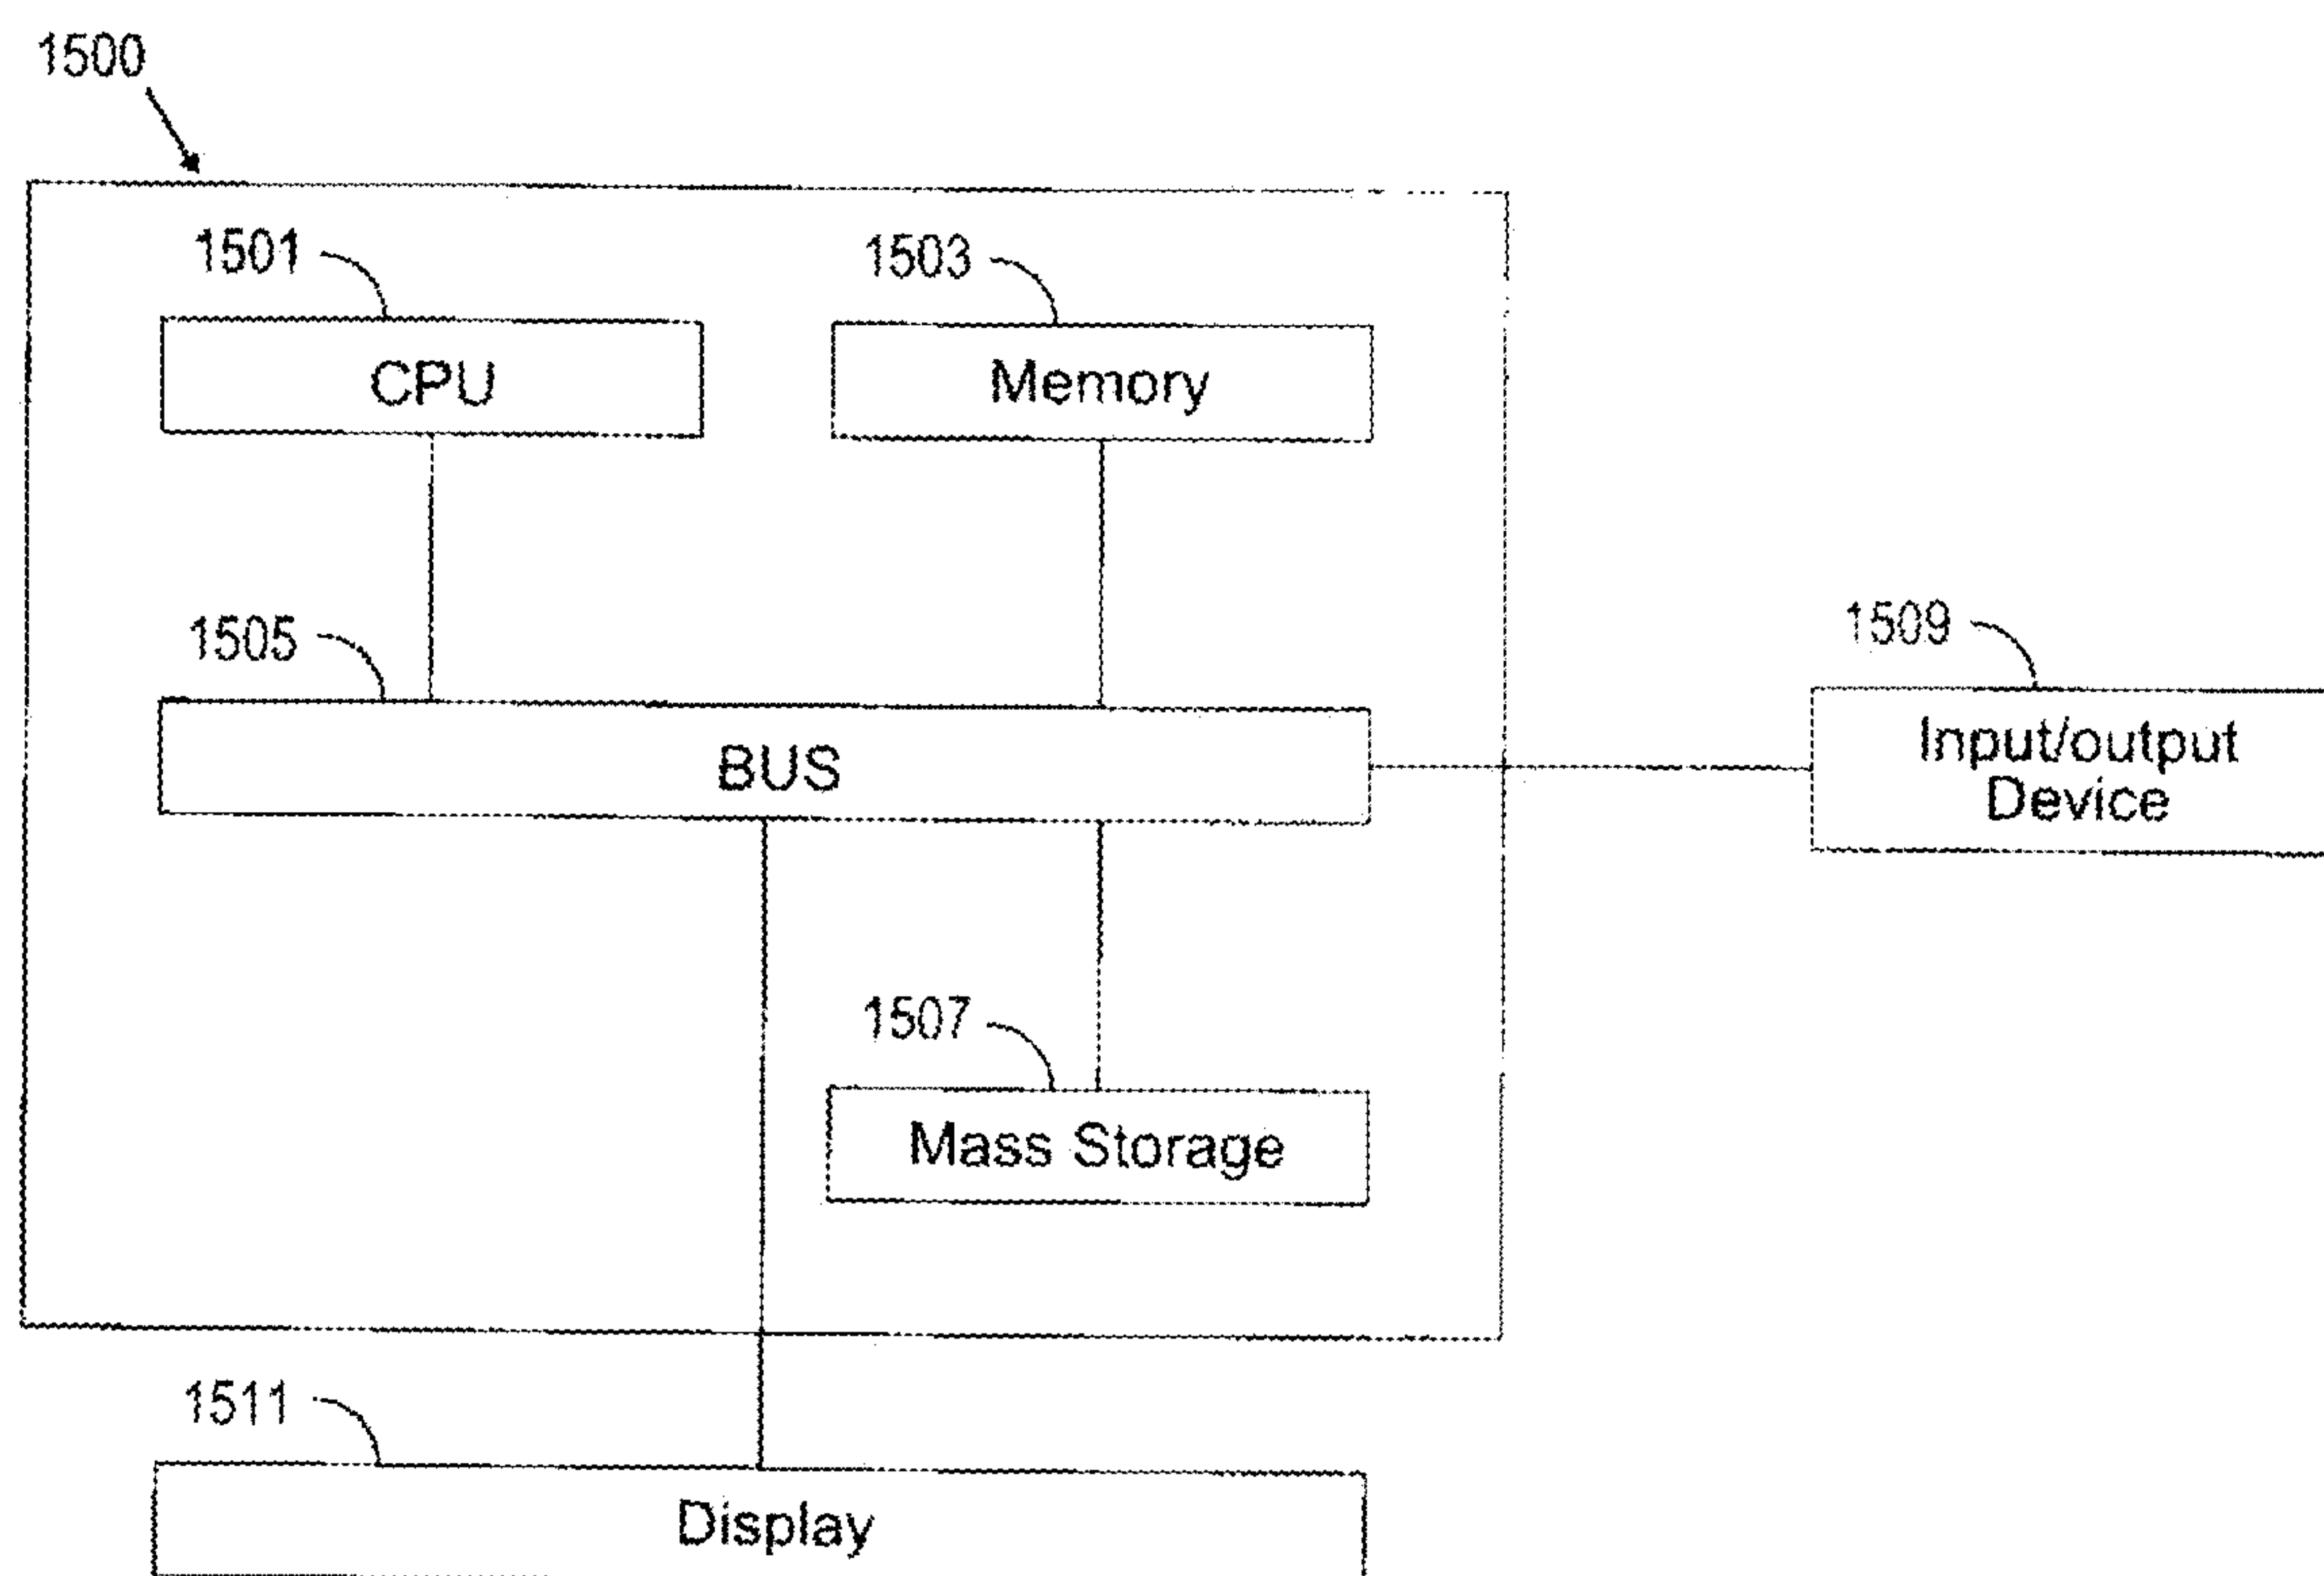 1500
1501
1503
CPU
Memory
1505
1509
BUS
Input/output
Device
1507
Mass Storage
1511
Display